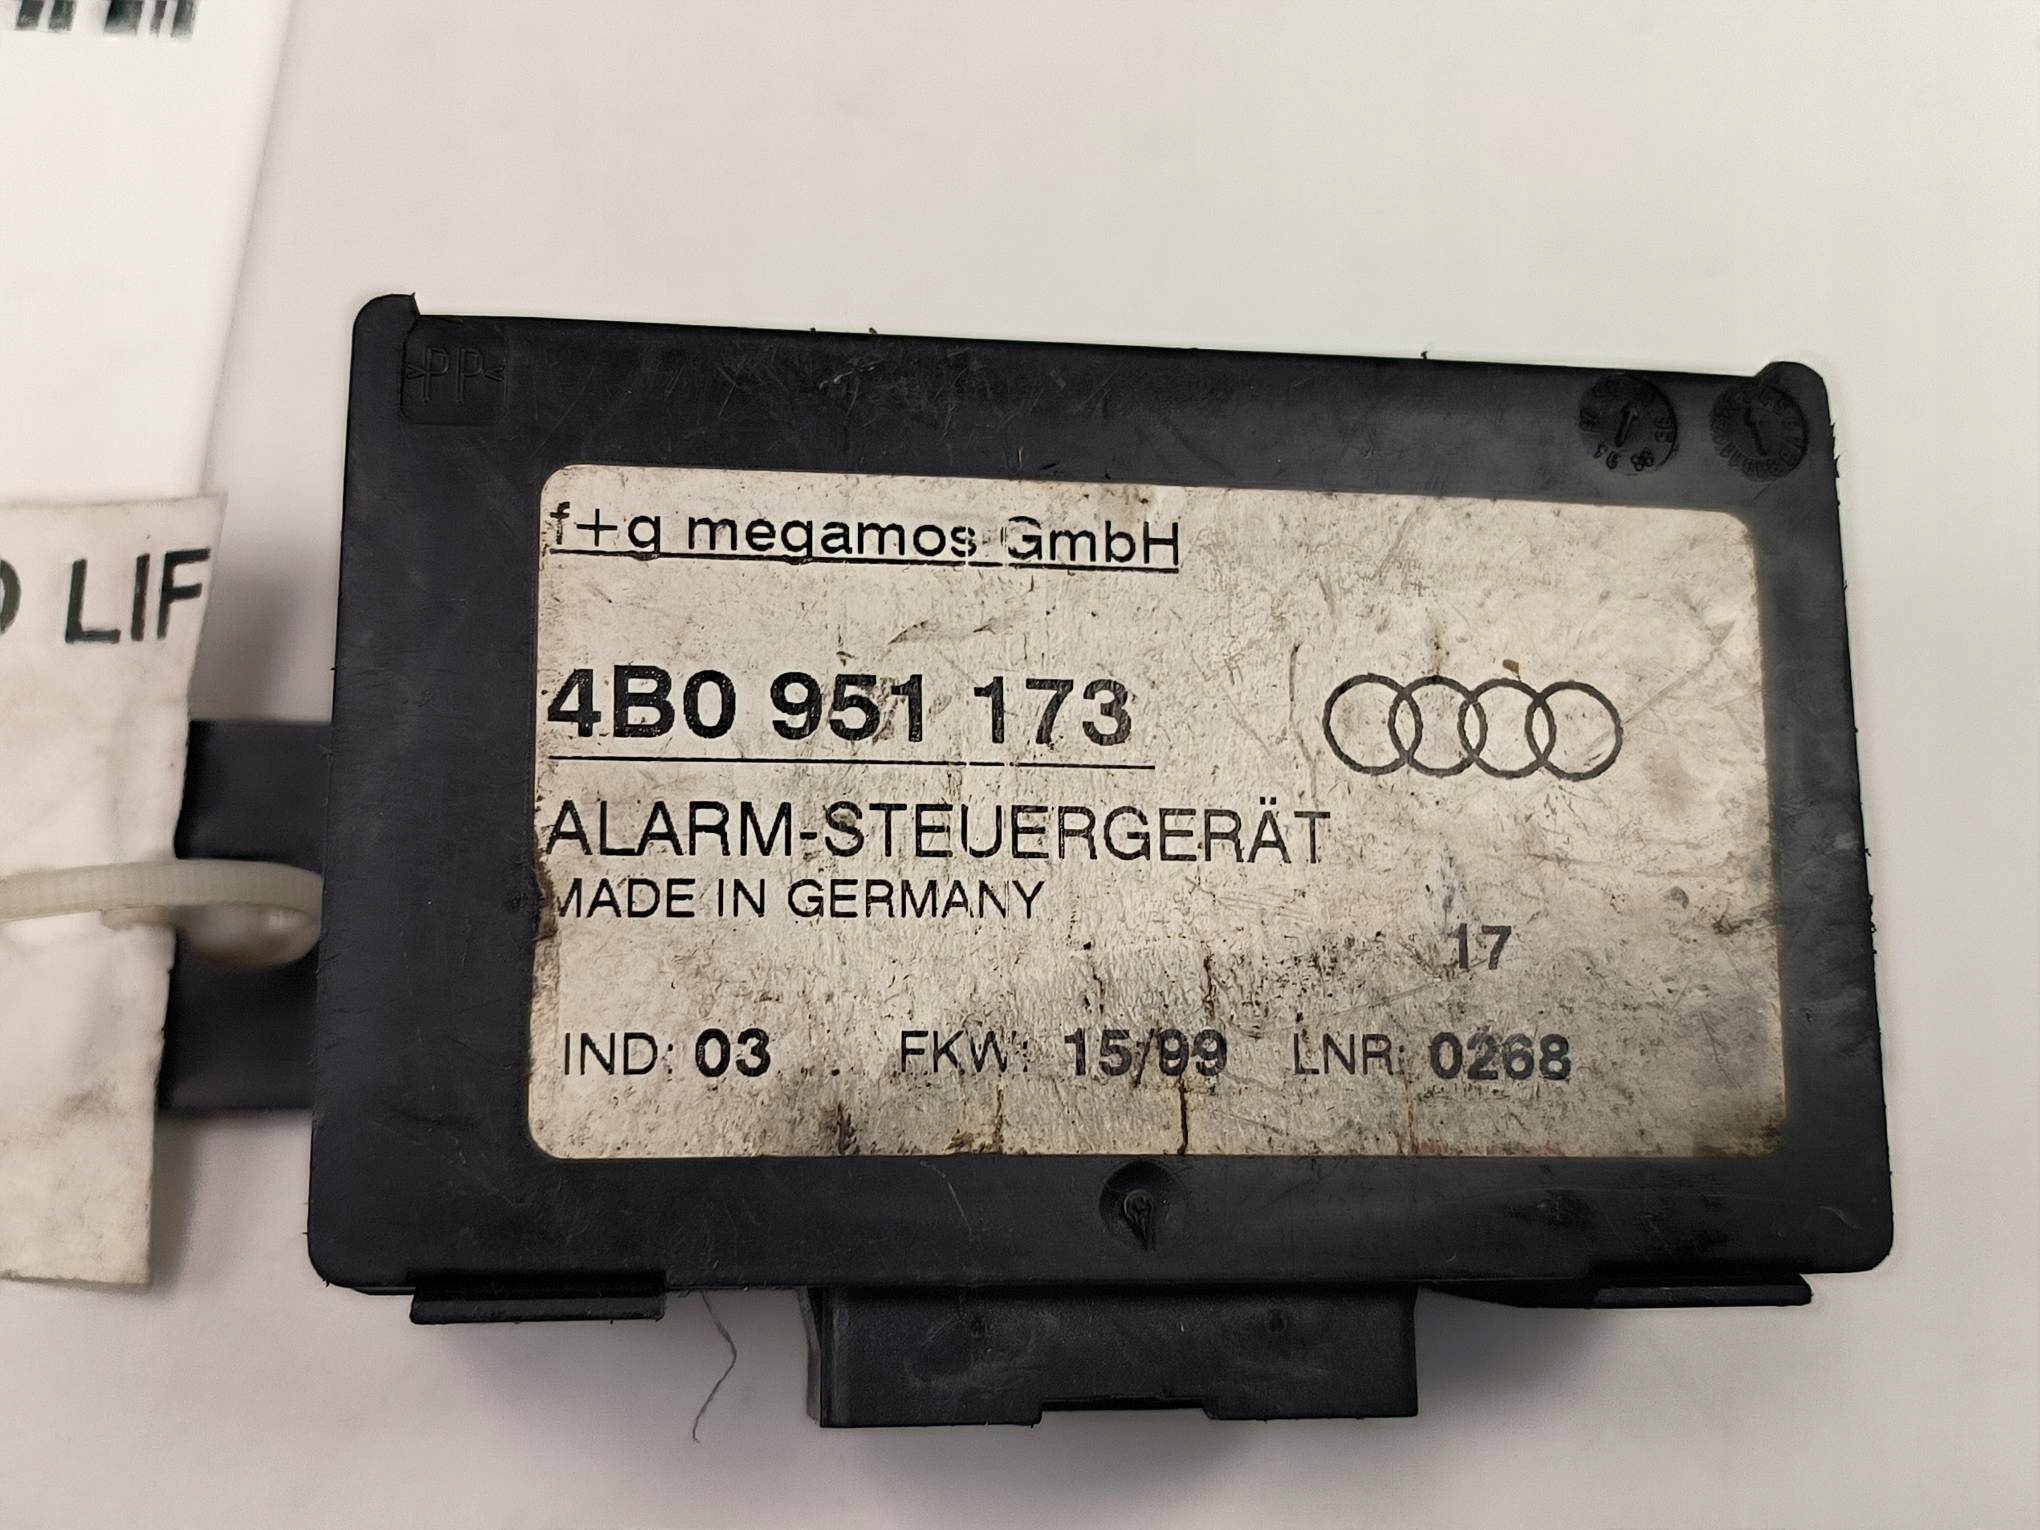 LIF
>PP<
f+g megamos GmbH
4B0 951 173
ALARM-STEUERGERÄT
MADE IN GERMANY
17
IND: 03 FKW: 15/99 LNR: 0268